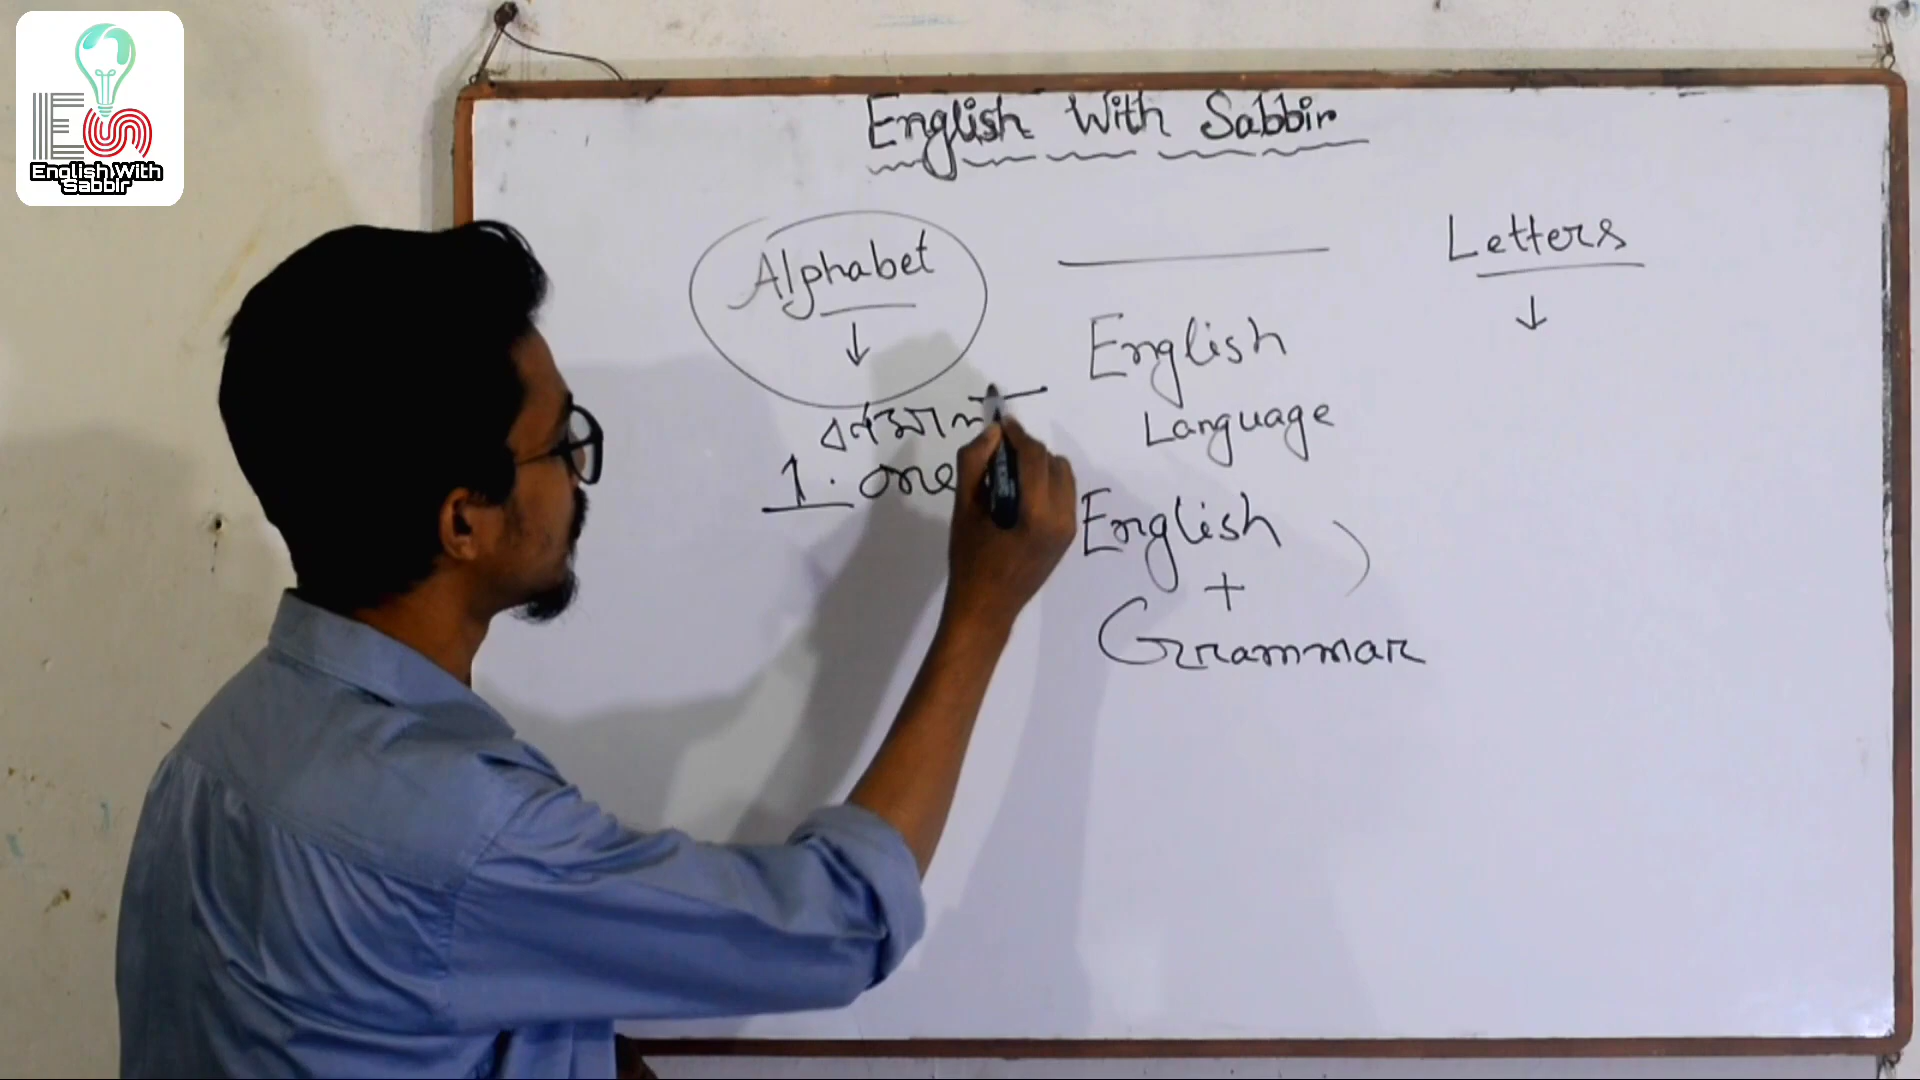 English With
Sabbir
English With Sabbir
Alphabet
↓
1. one
English
Language
English
+
Grammar
Letters
↓